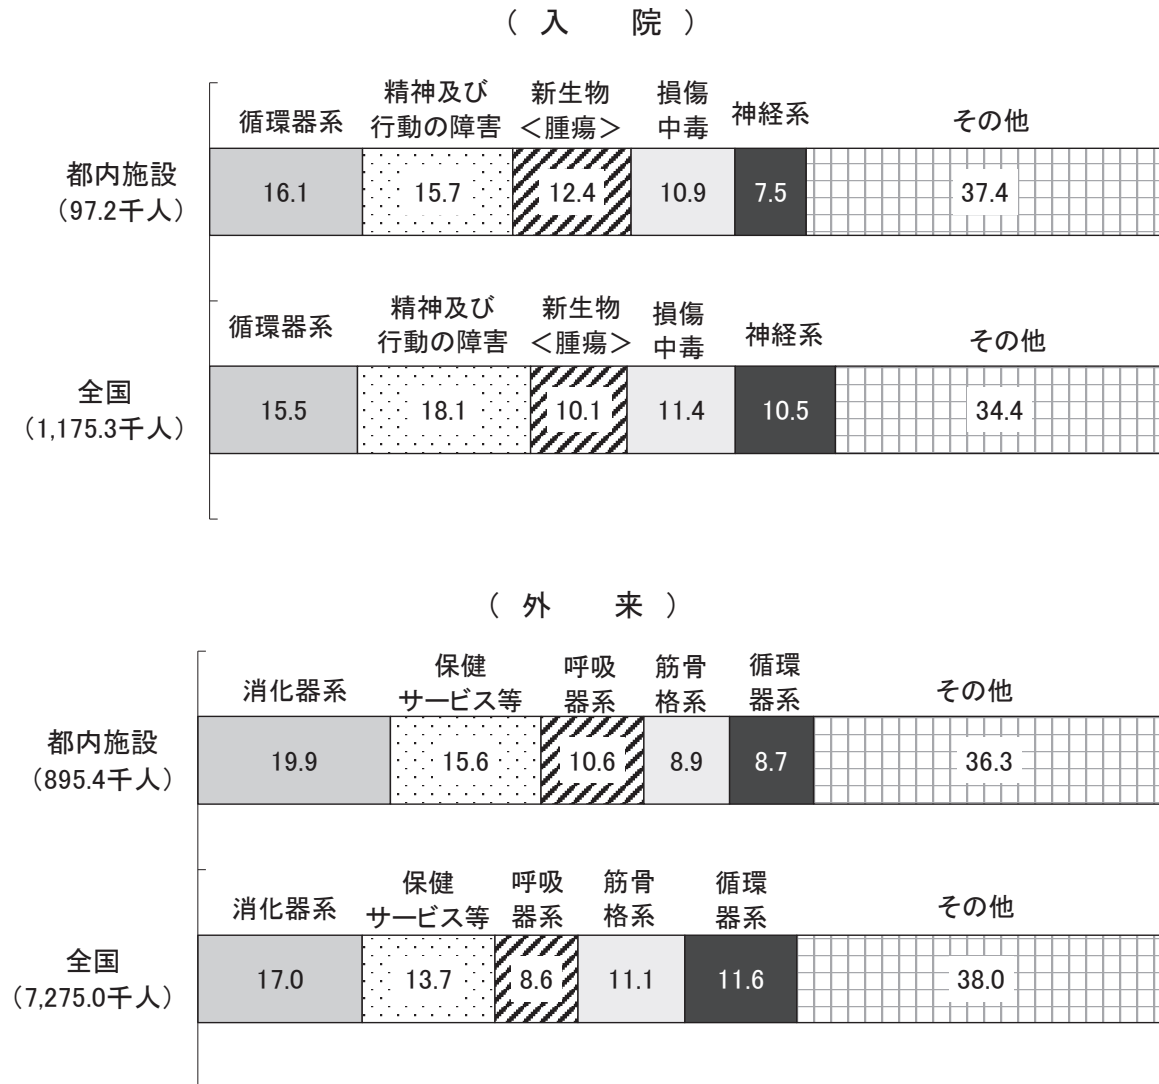 （入　院）
循環器系
精神及び
行動の障害
新生物
＜腫瘍＞
損傷
中毒
神経系
その他
都内施設
（97.2千人）
16.1
15.7
12.4
10.9
7.5
37.4
循環器系
精神及び
行動の障害
新生物
＜腫瘍＞
損傷
中毒
神経系
その他
全国
（1,175.3千人）
15.5
18.1
10.1
11.4
10.5
34.4
（外　来）
消化器系
保健
サービス等
呼吸
器系
筋骨
格系
循環
器系
その他
都内施設
（895.4千人）
19.9
15.6
10.6
8.9
8.7
36.3
消化器系
保健
サービス等
呼吸
器系
筋骨
格系
循環
器系
その他
全国
（7,275.0千人）
17.0
13.7
8.6
11.1
11.6
38.0